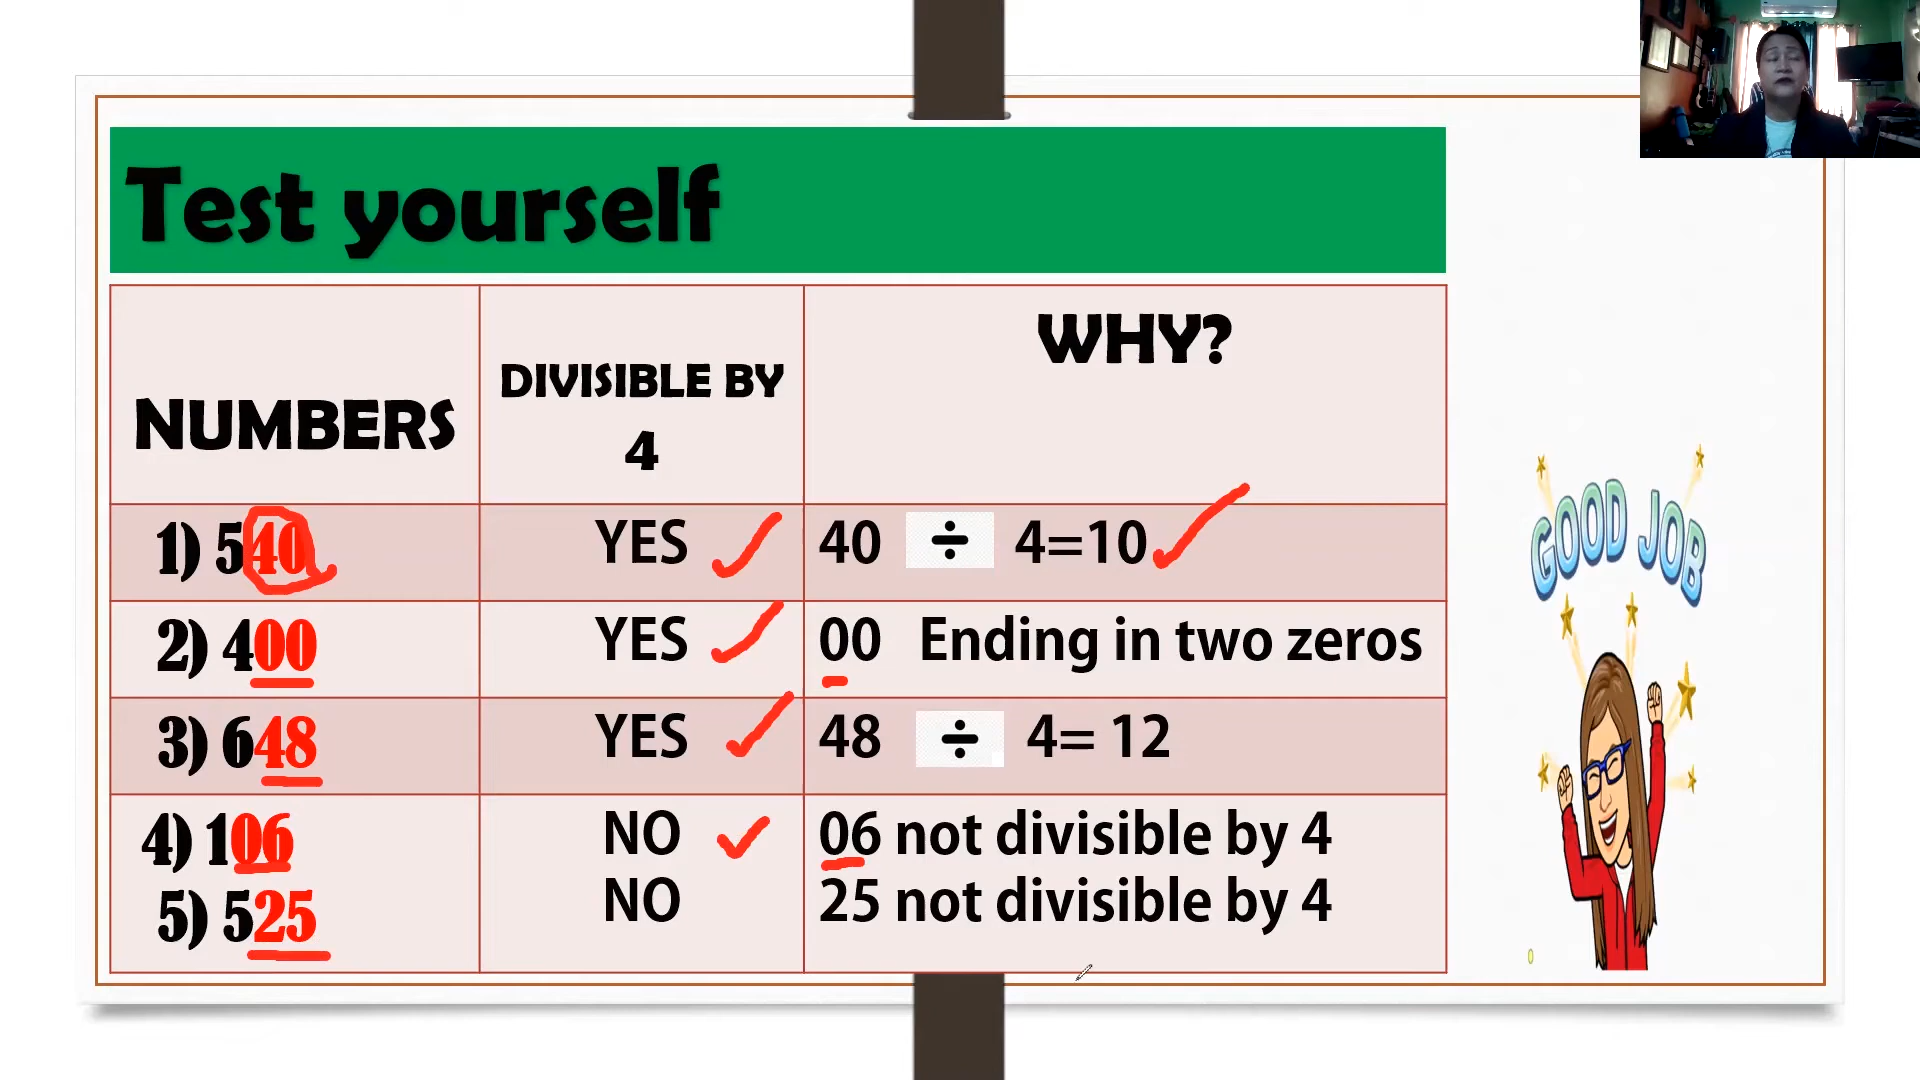 Test yourself
NUMBERS
DIVISIBLE BY
4
WHY?
1) 540
YES
40 ÷ 4=10
2) 400
YES
00 Ending in two zeros
3) 648
YES
48 ÷ 4= 12
4) 106
NO
06 not divisible by 4
5) 525
NO
25 not divisible by 4
GOOD JOB